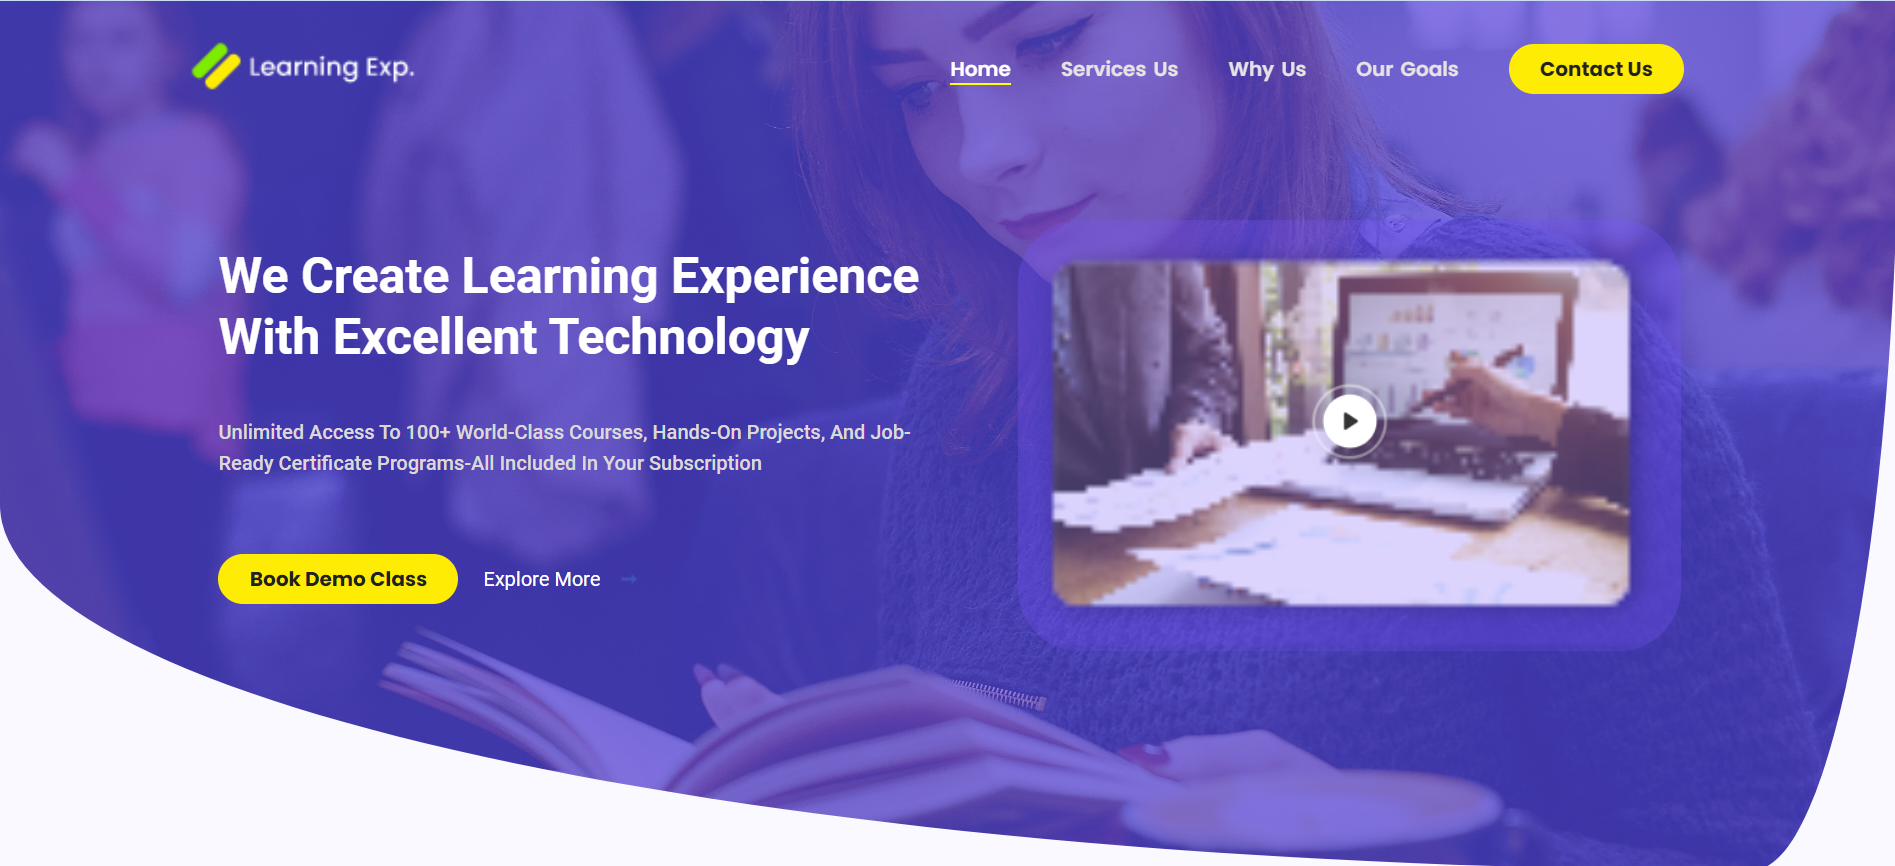 Learning Exp.
Home Services Us Why Us Our Goals Contact Us
We Create Learning Experience
With Excellent Technology
Unlimited Access To 100+ World-Class Courses, Hands-On Projects, And Job-
Ready Certificate Programs-All Included In Your Subscription
Book Demo Class Explore More →